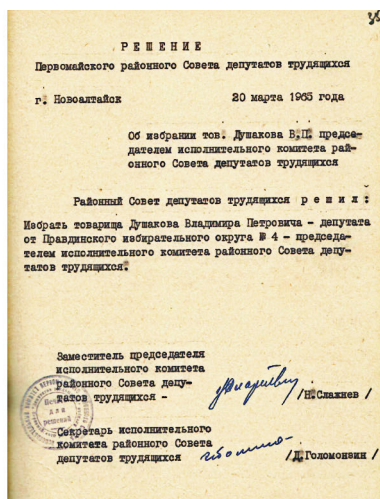 РЕШЕНИЕ
Первомайского районного Совета депутатов трудящихся
г. Новоалтайск 20 марта 1965 года
Об избрании тов. Душакова В.П. предсе-
дателем исполнительного комитета рай-
онного Совета депутатов трудящихся
Районный Совет депутатов трудящихся р е ш и л :
Избрать товарища Душакова Владимира Петровича - депутата
от Правдинского избирательного округа № 4 - председа-
телем исполнительного комитета районного Совета депу-
татов трудящихся.
Заместитель председателя
исполнительного комитета
районного Совета депу-
татов трудящихся - /Н.Слажнев/
Секретарь исполнительного
комитета районного Совета
депутатов трудящихся /Д.Голомонзин/
для
решений